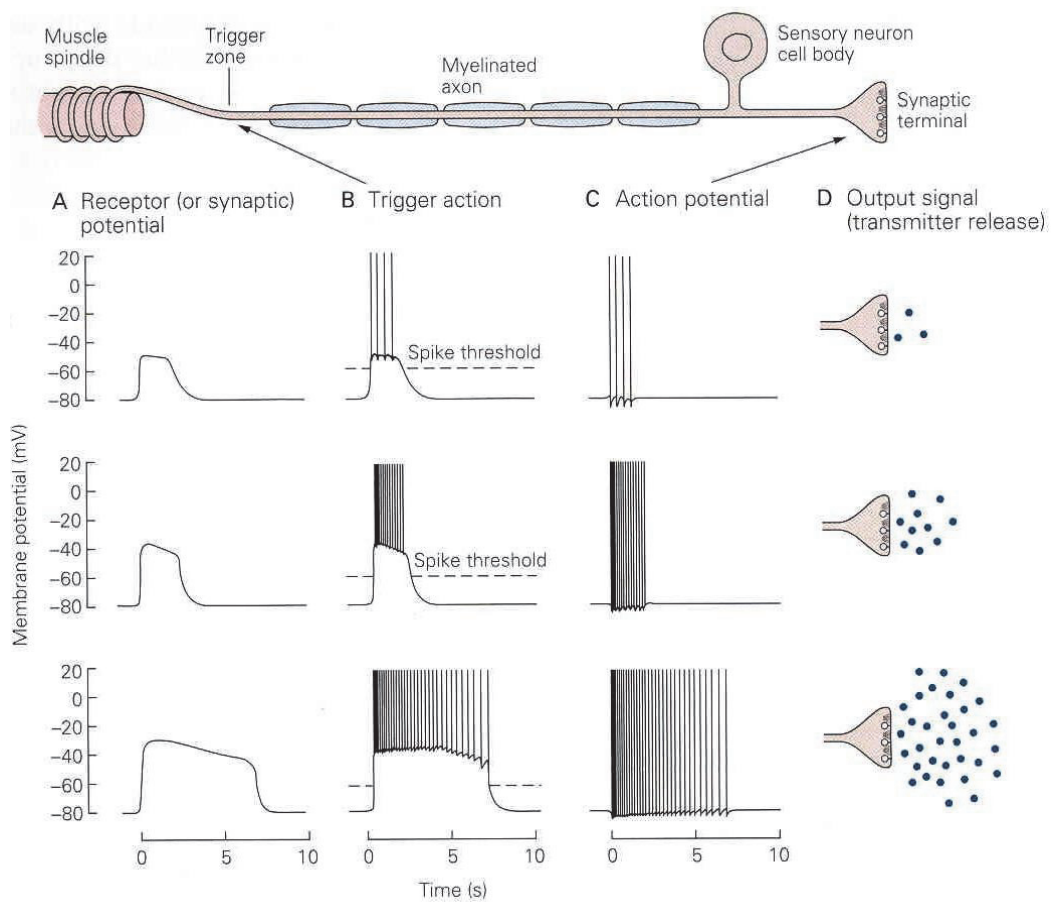 Muscle
spindle
Trigger
zone
Myelinated
axon
Sensory neuron
cell body
Synaptic
terminal
A Receptor (or synaptic)
potential
B Trigger action
C Action potential
D Output signal
(transmitter release)
Membrane potential (mV)
20
0
−20
−40
−60
−80
Spike threshold
20
0
−20
−40
−60
−80
Spike threshold
20
0
−20
−40
−60
−80
0 5 10
0 5 10
0 5 10
Time (s)